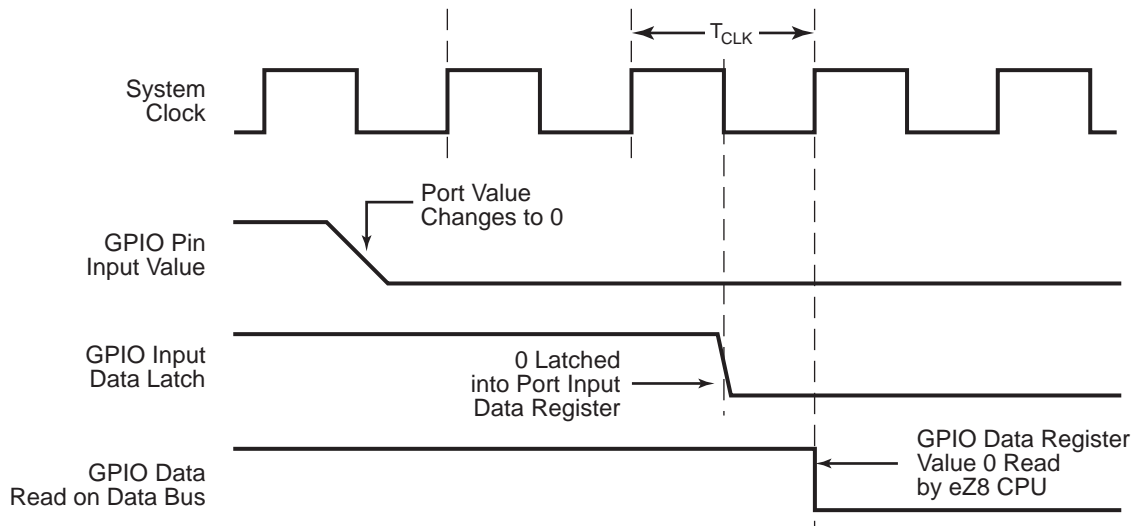 T_CLK
System
Clock
Port Value
Changes to 0
GPIO Pin
Input Value
GPIO Input
Data Latch
0 Latched
into Port Input
Data Register
GPIO Data
Read on Data Bus
GPIO Data Register
Value 0 Read
by eZ8 CPU